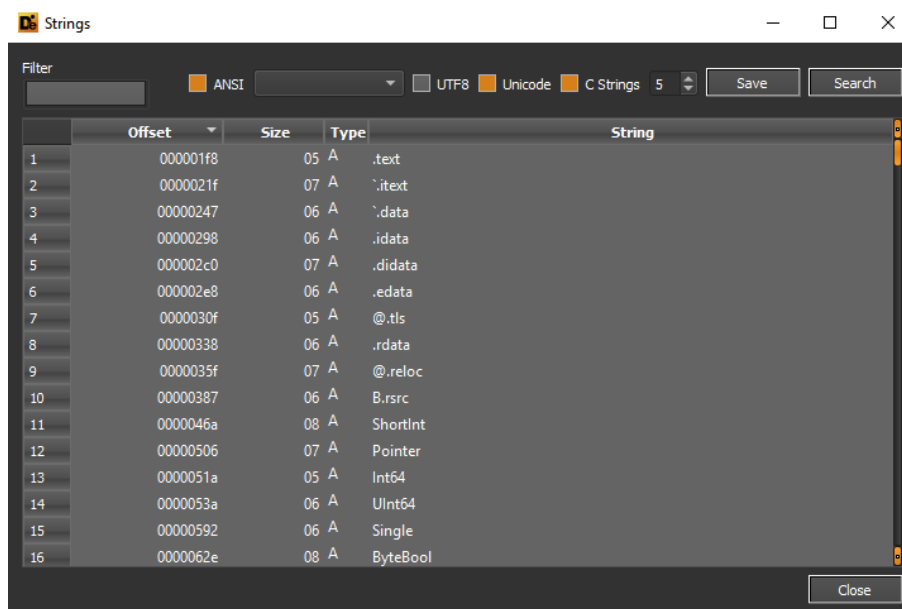 De Strings
Filter
ANSI UTF8 Unicode C Strings 5 Save Search
Offset Size Type String
1 000001f8 05 A .text
2 0000021f 07 A `.itext
3 00000247 06 A `.data
4 00000298 06 A .idata
5 000002c0 07 A .didata
6 000002e8 06 A .edata
7 0000030f 05 A @.tls
8 00000338 06 A .rdata
9 0000035f 07 A @.reloc
10 00000387 06 A B.rsrc
11 0000046a 08 A ShortInt
12 00000506 07 A Pointer
13 0000051a 05 A Int64
14 0000053a 06 A UInt64
15 00000592 06 A Single
16 0000062e 08 A ByteBool
Close